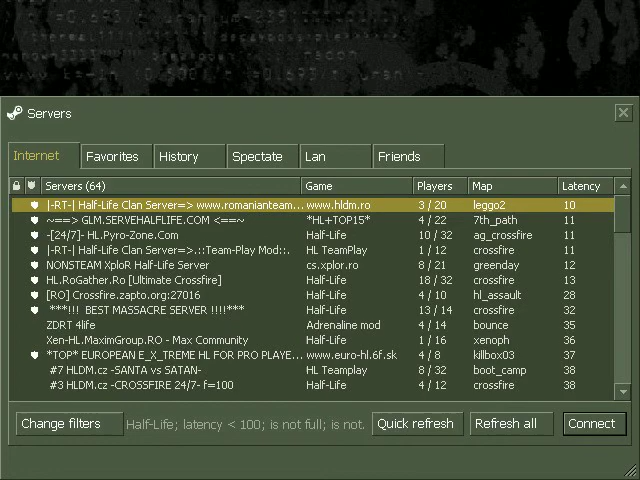 Servers
Internet Favorites History Spectate Lan Friends
Servers (64) Game Players Map Latency
|-RT-| Half-Life Clan Server=> www.romanianteam... www.hldm.ro 3 / 20 leggo2 10
~==> GLM.SERVEHALFLIFE.COM <==~ *HL+TOP15* 4 / 22 7th_path 11
-[24/7]- HL.Pyro-Zone.Com Half-Life 10 / 32 ag_crossfire 11
|-RT-| Half-Life Clan Server=>.::Team-Play Mod::. HL TeamPlay 1 / 12 crossfire 11
NONSTEAM XploR Half-Life Server cs.xplor.ro 8 / 21 greenday 12
HL.RoGather.Ro [Ultimate Crossfire] Half-Life 18 / 32 crossfire 13
[RO] Crossfire.zapto.org:27016 Half-Life 4 / 10 hl_assault 28
***!!! BEST MASSACRE SERVER !!!!*** Half-Life 13 / 14 crossfire 32
ZDRT 4life Adrenaline mod 4 / 14 bounce 35
Xen-HL.MaximGroup.RO - Max Community Half-Life 1 / 16 xenoph 36
*TOP* EUROPEAN E_X_TREME HL FOR PRO PLAYE... www.euro-hl.6f.sk 4 / 8 killbox03 37
#7 HLDM.cz -SANTA vs SATAN- HL Teamplay 8 / 32 boot_camp 38
#3 HLDM.cz -CROSSFIRE 24/7- f=100 Half-Life 4 / 12 crossfire 38
Change filters Half-Life; latency < 100; is not full; is not. Quick refresh Refresh all Connect